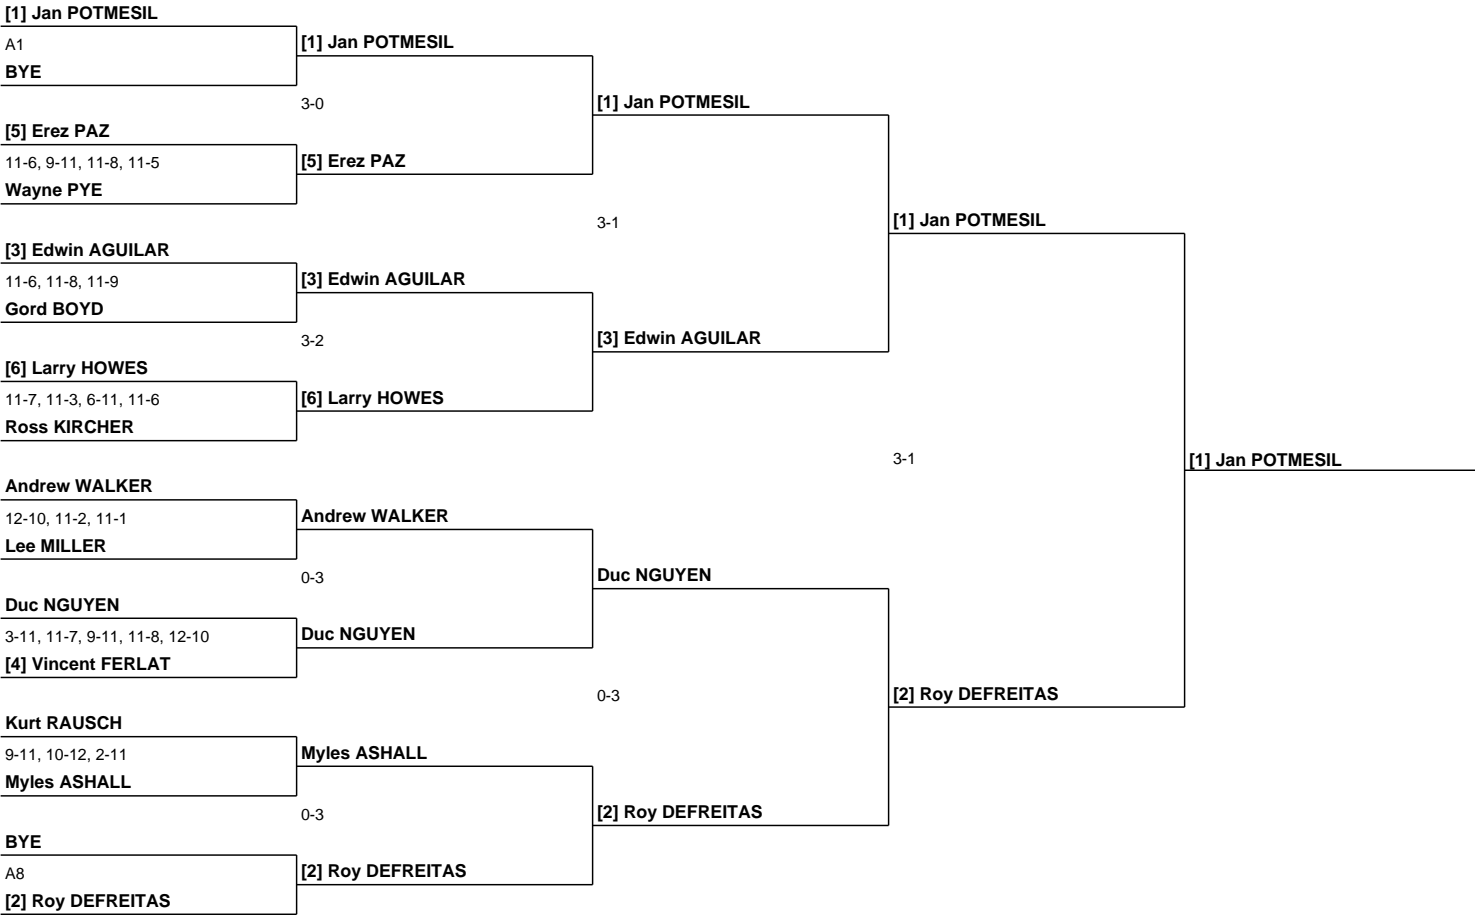 [1] Jan POTMESIL
A1
BYE
[5] Erez PAZ
11-6, 9-11, 11-8, 11-5
Wayne PYE
[3] Edwin AGUILAR
11-6, 11-8, 11-9
Gord BOYD
[6] Larry HOWES
11-7, 11-3, 6-11, 11-6
Ross KIRCHER
Andrew WALKER
12-10, 11-2, 11-1
Lee MILLER
Duc NGUYEN
3-11, 11-7, 9-11, 11-8, 12-10
[4] Vincent FERLAT
Kurt RAUSCH
9-11, 10-12, 2-11
Myles ASHALL
BYE
A8
[2] Roy DEFREITAS
[1] Jan POTMESIL
3-0
[5] Erez PAZ
[3] Edwin AGUILAR
3-2
[6] Larry HOWES
Andrew WALKER
0-3
Duc NGUYEN
Myles ASHALL
0-3
[2] Roy DEFREITAS
[1] Jan POTMESIL
3-1
[3] Edwin AGUILAR
Duc NGUYEN
0-3
[2] Roy DEFREITAS
[1] Jan POTMESIL
3-1
[2] Roy DEFREITAS
[1] Jan POTMESIL